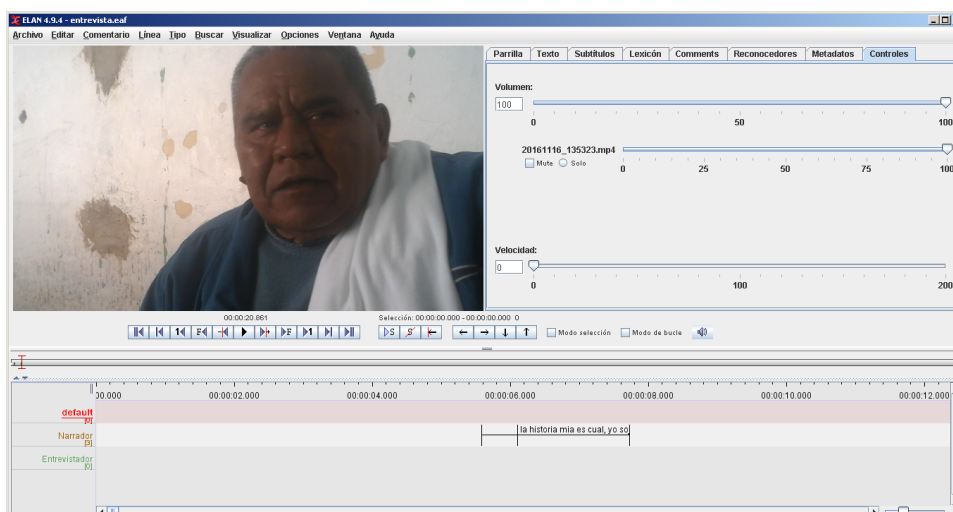 ELAN 4.9.4 - entrevista.eaf
Archivo Editar Comentario Línea Tipo Buscar Visualizar Opciones Ventana Ayuda
Parrilla Texto Subtítulos Lexicón Comments Reconocedores Metadatos Controles
Volumen:
100
0 50 100
20161116_135323.mp4
Mute Solo
0 25 50 75 100
Velocidad:
0
0 100 200
00:00:20.861
Selección: 00:00:00.000 - 00:00:00.000 0
1 F F 1 S S
Modo selección Modo de bucle
00.000 00:00:02.000 00:00:04.000 00:00:06.000 00:00:08.000 00:00:10.000 00:00:12.000
default
[0]
Narrador
[3]
la historia mia es cual, yo so
Entrevistador
[0]